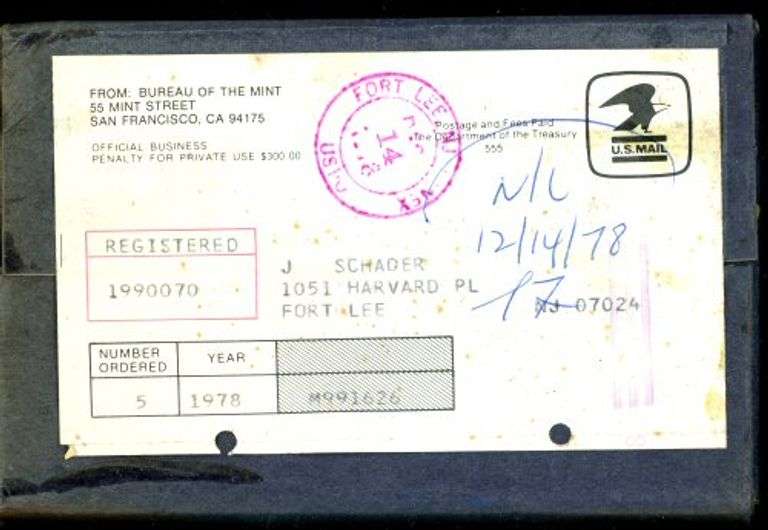 FROM: BUREAU OF THE MINT
55 MINT STREET
SAN FRANCISCO, CA 94175
OFFICIAL BUSINESS
PENALTY FOR PRIVATE USE $300.00
FORT LEE NJ
14
Postage and Fees Paid
The Department of the Treasury
555
U.S.MAIL
N/L
12/14/78
REGISTERED
1990070
J SCHADER
1051 HARVARD PL
FORT LEE NJ 07024
NUMBER ORDERED YEAR
5 1978 M991626